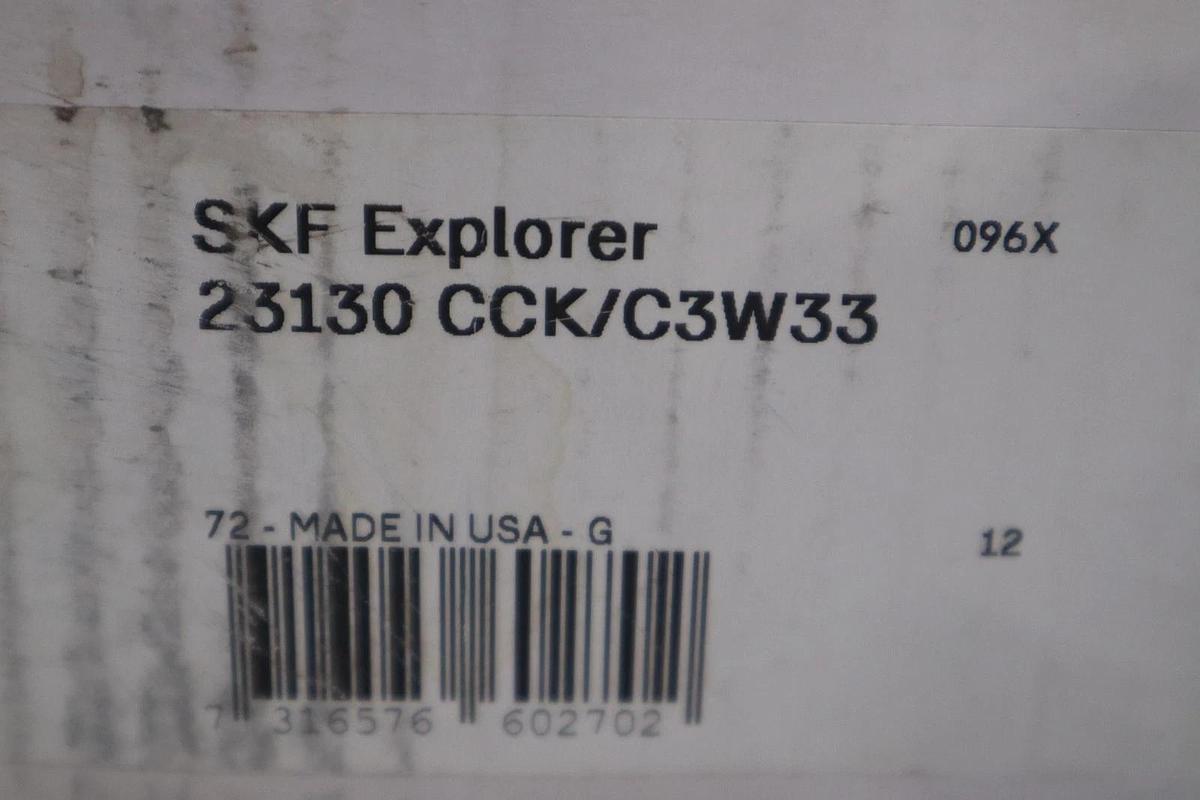 SKF Explorer 096X
23130 CCK/C3W33
72 - MADE IN USA - G 12
7 316576 602702